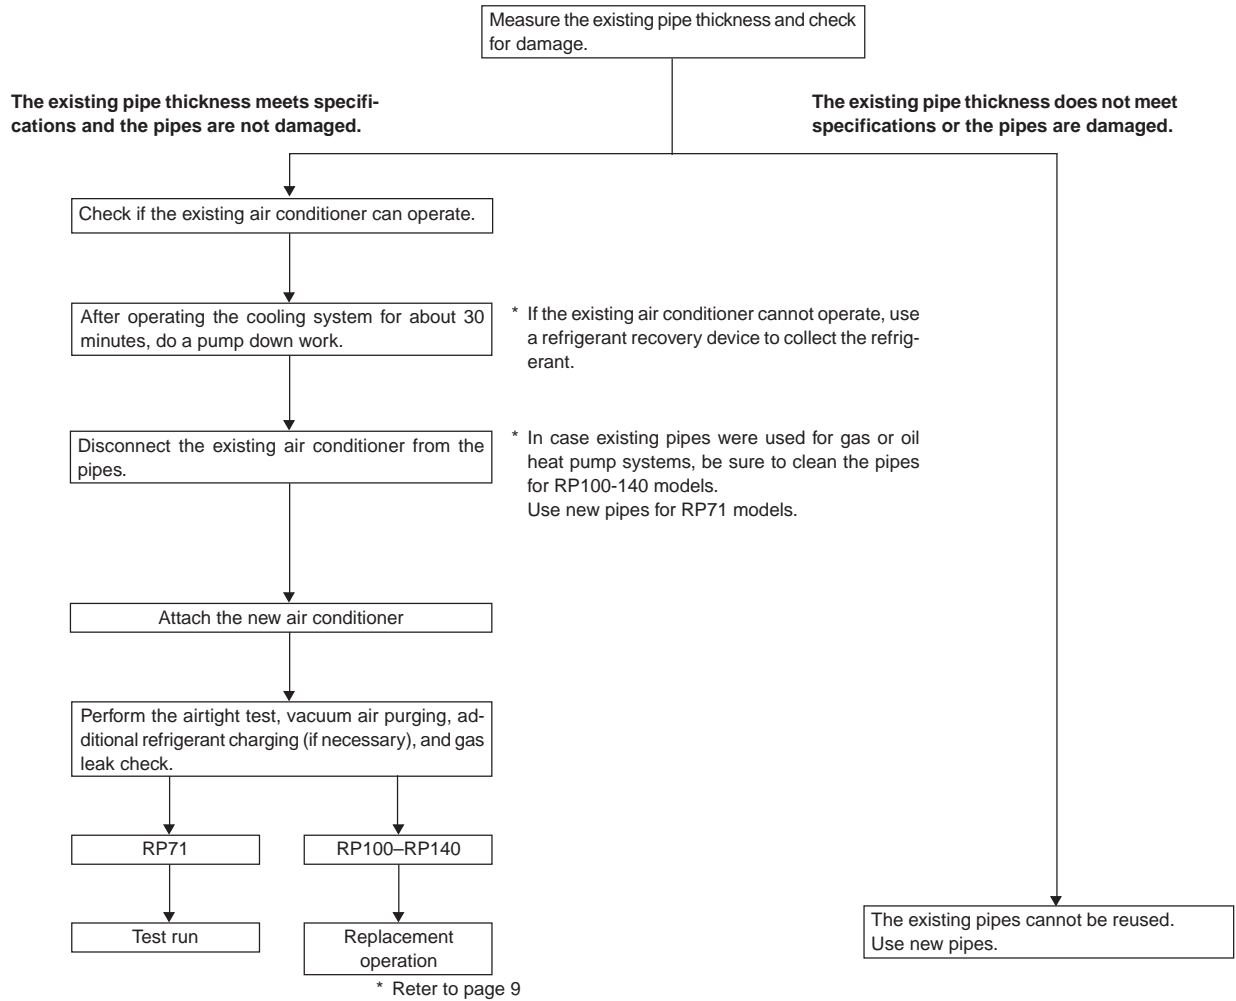 Measure the existing pipe thickness and check
for damage.
The existing pipe thickness meets specifi-
cations and the pipes are not damaged.
The existing pipe thickness does not meet
specifications or the pipes are damaged.
Check if the existing air conditioner can operate.
After operating the cooling system for about 30
minutes, do a pump down work.
* If the existing air conditioner cannot operate, use
a refrigerant recovery device to collect the refrig-
erant.
Disconnect the existing air conditioner from the
pipes.
* In case existing pipes were used for gas or oil
heat pump systems, be sure to clean the pipes
for RP100-140 models.
Use new pipes for RP71 models.
Attach the new air conditioner
Perform the airtight test, vacuum air purging, ad-
ditional refrigerant charging (if necessary), and gas
leak check.
RP71
RP100–RP140
Test run
Replacement
operation
* Reter to page 9
The existing pipes cannot be reused.
Use new pipes.